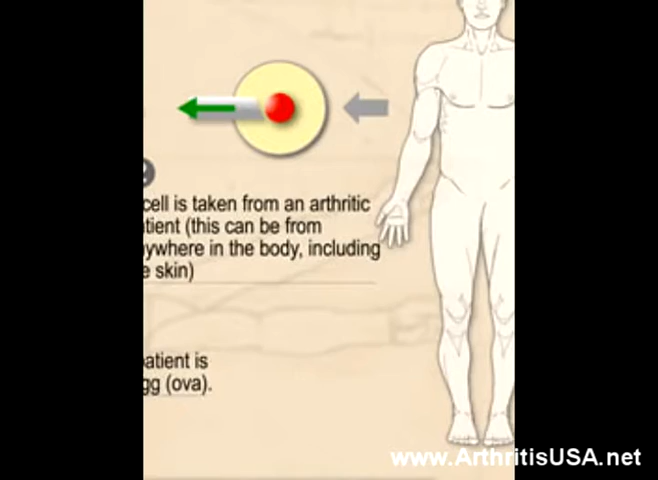 cell is taken from an arthritic
tient (this can be from
ywhere in the body, including
e skin)
atient is
gg (ova).
www.ArthritisUSA.net